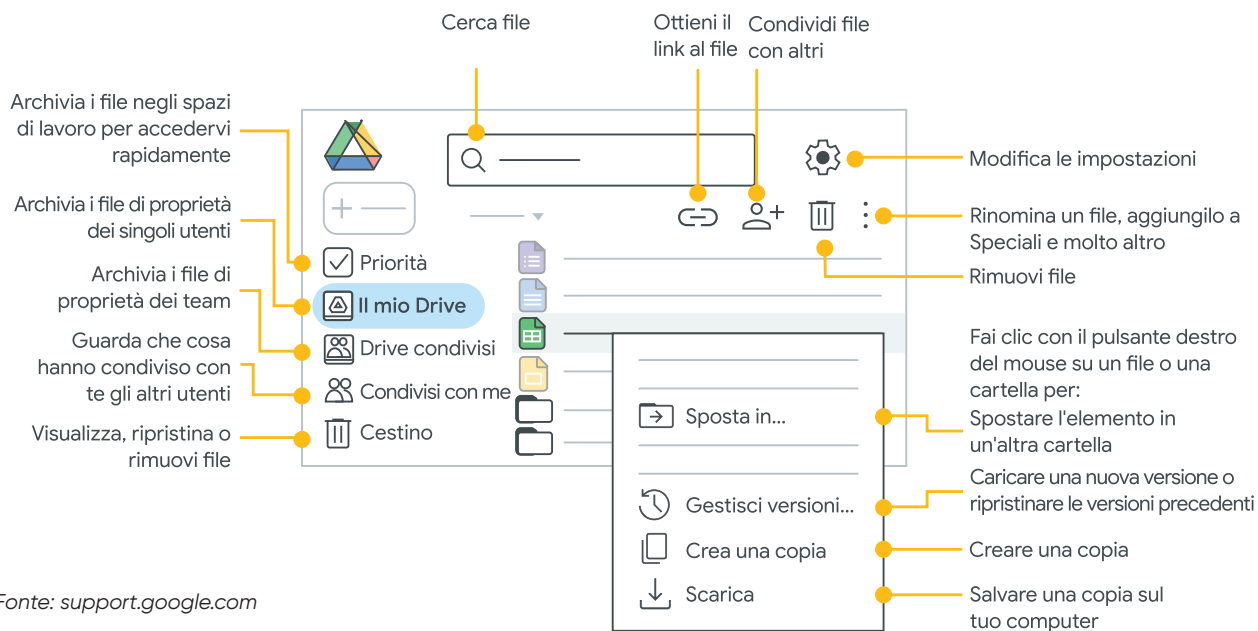 Cerca file
Ottieni il
link al file
Condividi file
con altri
Archivia i file negli spazi
di lavoro per accedervi
rapidamente
Archivia i file di proprietà
dei singoli utenti
Archivia i file di
proprietà dei team
Guarda che cosa
hanno condiviso con
te gli altri utenti
Visualizza, ripristina o
rimuovi file
Priorità
Il mio Drive
Drive condivisi
Condivisi con me
Cestino
Modifica le impostazioni
Rinomina un file, aggiungilo a
Speciali e molto altro
Rimuovi file
Fai clic con il pulsante destro
del mouse su un file o una
cartella per:
Spostare l'elemento in
un'altra cartella
Caricare una nuova versione o
ripristinare le versioni precedenti
Creare una copia
Salvare una copia sul
tuo computer
Sposta in...
Gestisci versioni...
Crea una copia
Scarica
Fonte: support.google.com